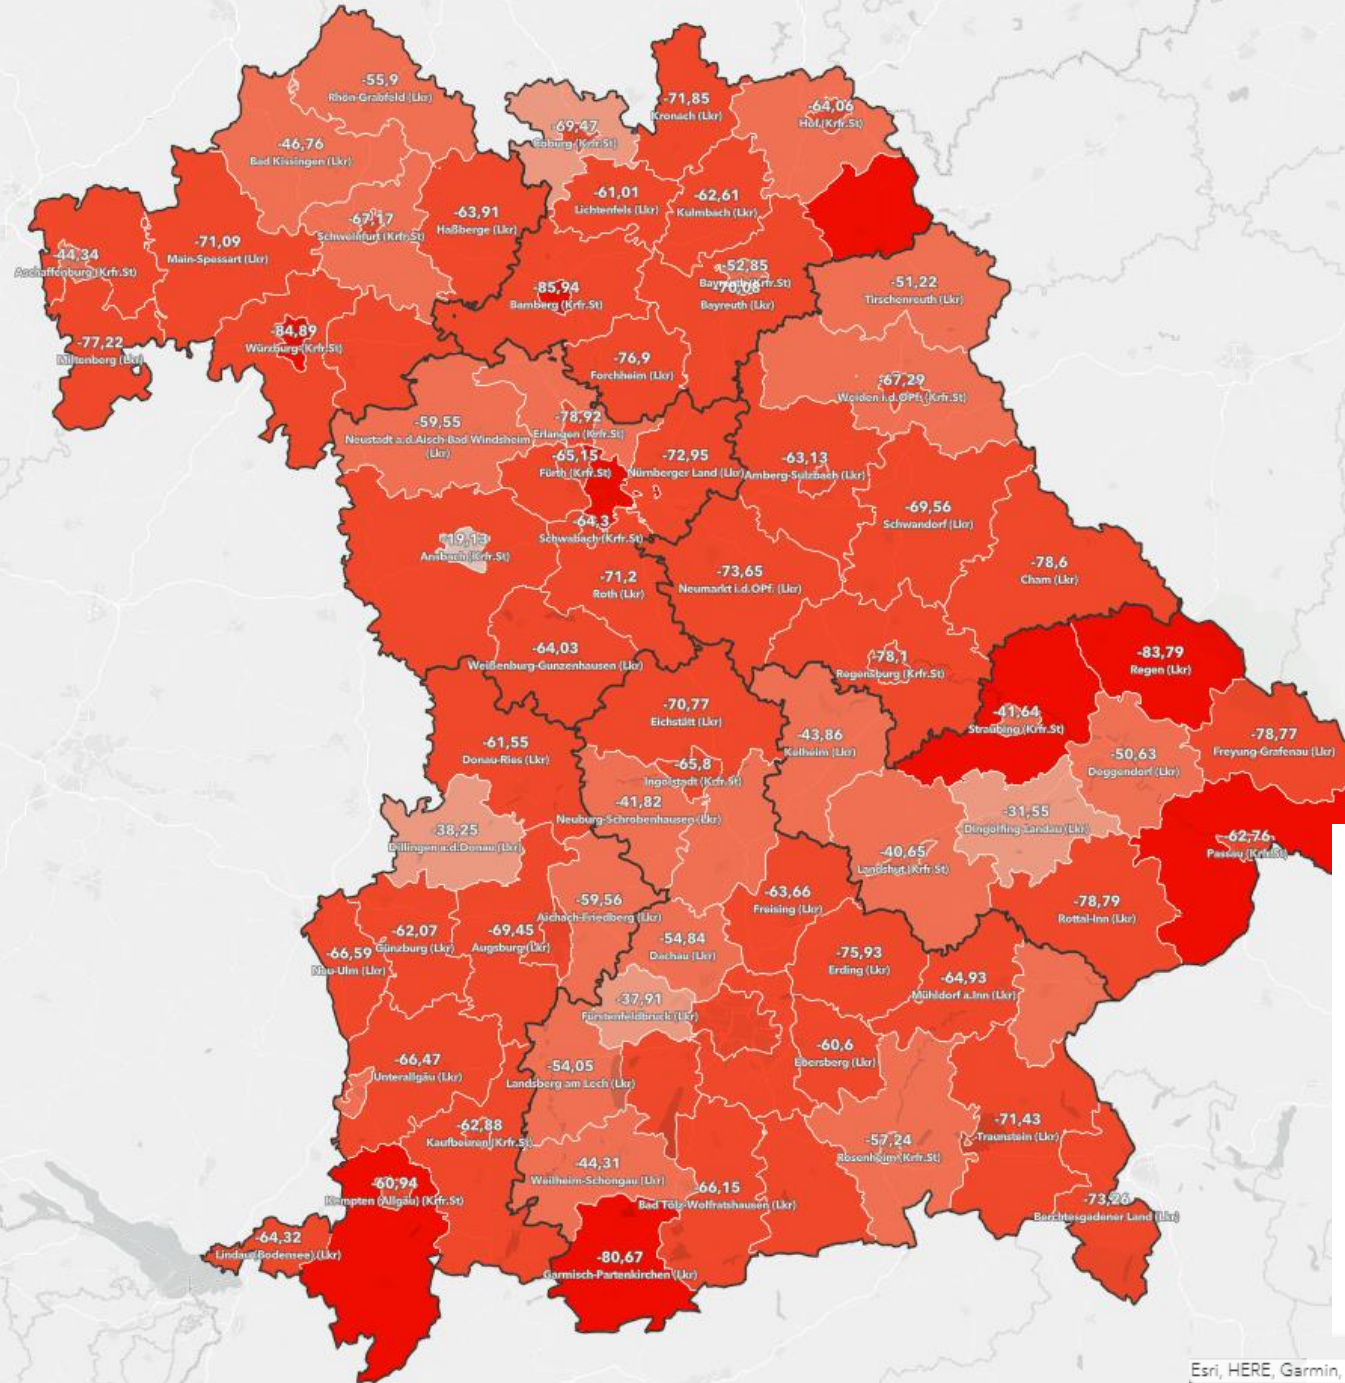 -55,9
Rhön-Grabfeld (Lkr)
-46,76
Bad Kissingen (Lkr)
-69,47
Coburg (Krfr.St)
-71,85
Kronach (Lkr)
-64,06
Hof (Krfr.St)
-67,17
Schweinfurt (Krfr.St)
-63,91
Haßberge (Lkr)
-61,01
Lichtenfels (Lkr)
-62,61
Kulmbach (Lkr)
-71,09
Main-Spessart (Lkr)
-44,34
Aschaffenburg (Krfr.St)
-77,22
Miltenberg (Lkr)
-84,89
Würzburg (Krfr.St)
-85,94
Bamberg (Krfr.St)
-52,85
Bayreuth (Krfr.St)
-70,08
Bayreuth (Lkr)
-51,22
Tirschenreuth (Lkr)
-76,9
Forchheim (Lkr)
-67,29
Weiden i.d.OPf. (Krfr.St)
-59,55
Neustadt a.d.Aisch-Bad Windsheim
(Lkr)
-78,92
Erlangen (Krfr.St)
-65,15
Fürth (Krfr.St)
-72,95
Nürnberger Land (Lkr)
-63,13
Amberg-Sulzbach (Lkr)
-69,56
Schwandorf (Lkr)
-19,13
Ansbach (Krfr.St)
-64,3
Schwabach (Krfr.St)
-71,2
Roth (Lkr)
-73,65
Neumarkt i.d.OPf. (Lkr)
-78,6
Cham (Lkr)
-64,03
Weißenburg-Gunzenhausen (Lkr)
-78,1
Regensburg (Krfr.St)
-83,79
Regen (Lkr)
-70,77
Eichstätt (Lkr)
-41,64
Straubing (Krfr.St)
-61,55
Donau-Ries (Lkr)
-43,86
Kelheim (Lkr)
-50,63
Deggendorf (Lkr)
-78,77
Freyung-Grafenau (Lkr)
-65,8
Ingolstadt (Krfr.St)
-41,82
Neuburg-Schrobenhausen (Lkr)
-31,55
Dingolfing-Landau (Lkr)
-38,25
Dillingen a.d.Donau (Lkr)
-40,65
Landshut (Krfr.St)
-62,76
Passau (Krfr.St)
-59,56
Aichach-Friedberg (Lkr)
-63,66
Freising (Lkr)
-78,79
Rottal-Inn (Lkr)
-66,59
Neu-Ulm (Lkr)
-62,07
Günzburg (Lkr)
-69,45
Augsburg (Lkr)
-54,84
Dachau (Lkr)
-75,93
Erding (Lkr)
-64,93
Mühldorf a.Inn (Lkr)
-37,91
Fürstenfeldbruck (Lkr)
-60,6
Ebersberg (Lkr)
-66,47
Unterallgäu (Lkr)
-54,05
Landsberg am Lech (Lkr)
-62,88
Kaufbeuren (Krfr.St)
-57,24
Rosenheim (Krfr.St)
-71,43
Traunstein (Lkr)
-44,31
Weilheim-Schongau (Lkr)
-60,94
Kempten (Allgäu) (Krfr.St)
-66,15
Bad Tölz-Wolfratshausen (Lkr)
-73,26
Berchtesgadener Land (Lkr)
-64,32
Lindau (Bodensee) (Lkr)
-80,67
Garmisch-Partenkirchen (Lkr)
Esri, HERE, Garmin,